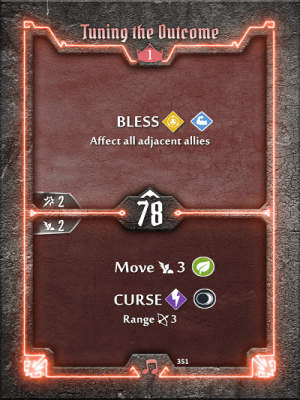 Tuning the Outcome
1
BLESS
Affect all adjacent allies
2
78
2
Move 3
CURSE
Range 3
351